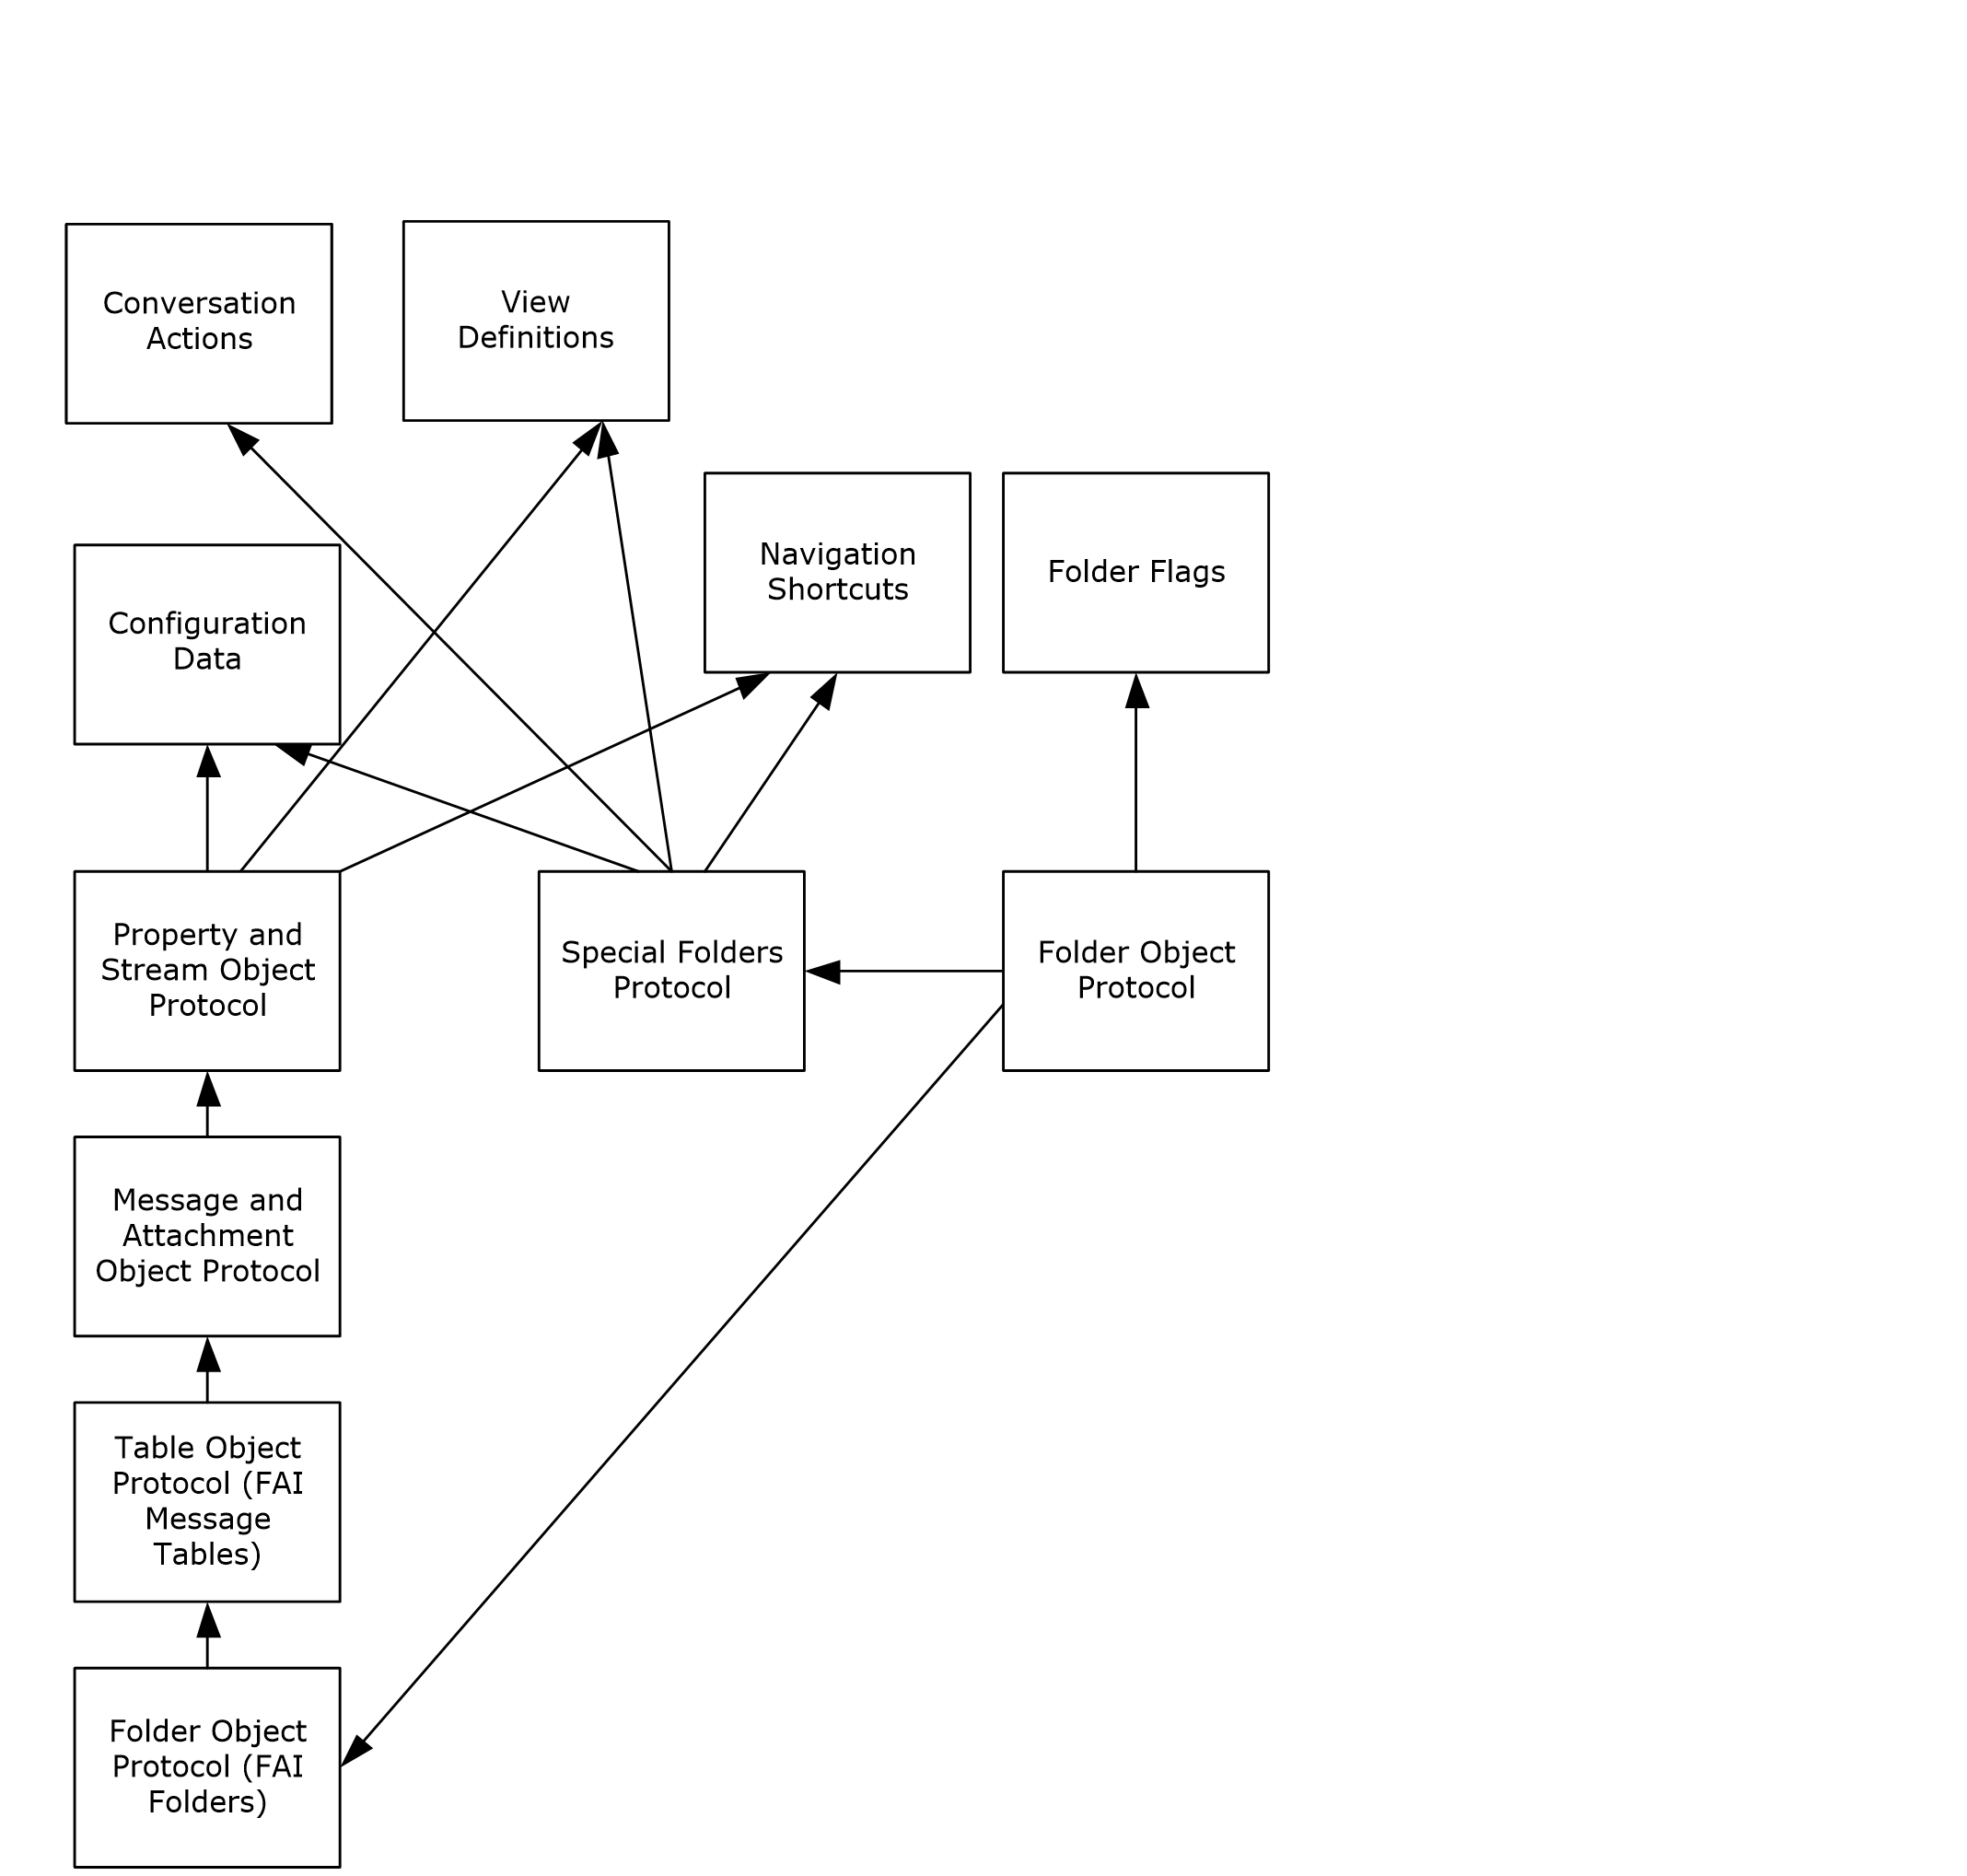 Conversation
Actions
View
Definitions
Navigation
Shortcuts
Folder Flags
Configuration
Data
Property and
Stream Object
Protocol
Special Folders
Protocol
Folder Object
Protocol
Message and
Attachment
Object Protocol
Table Object
Protocol (FAI
Message
Tables)
Folder Object
Protocol (FAI
Folders)